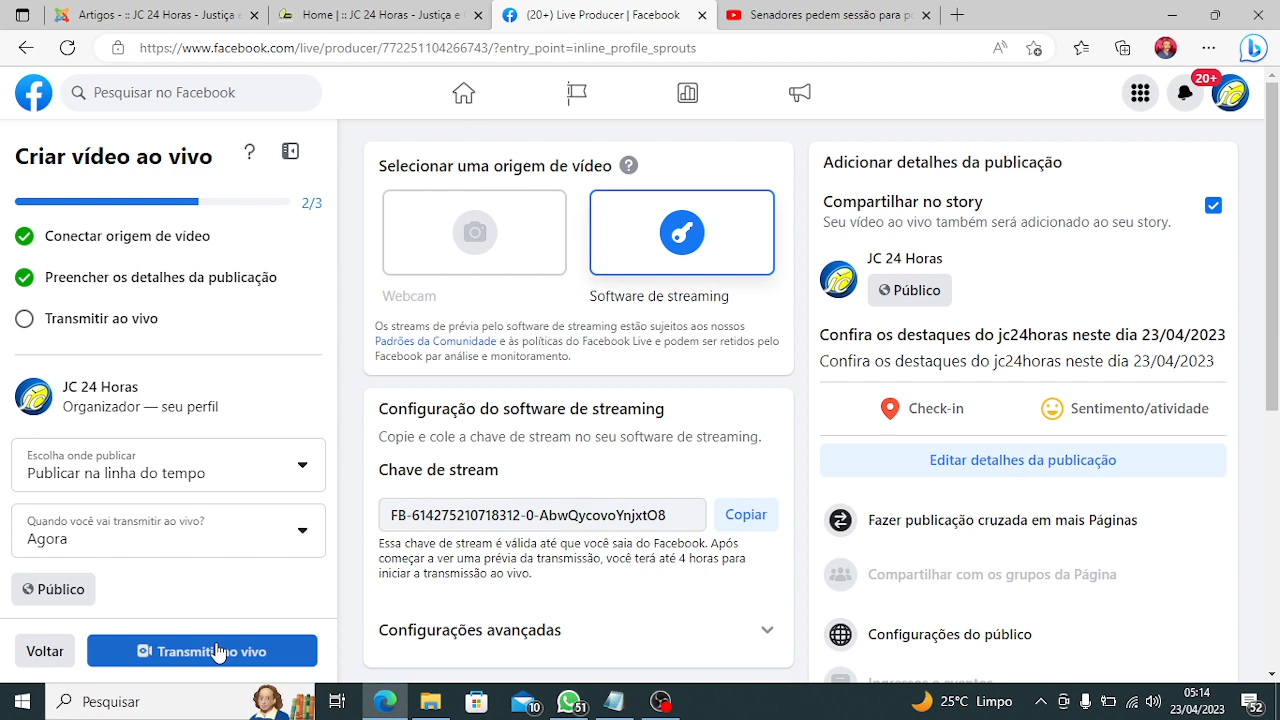 Artigos - :: JC 24 Horas - Justiça e
Home | :: JC 24 Horas - Justiça e C
(20+) Live Producer | Facebook
Senadores pedem sessão para p
https://www.facebook.com/live/producer/772251104266743/?entry_point=inline_profile_sprouts
Pesquisar no Facebook
20+
Criar vídeo ao vivo
2/3
Conectar origem de vídeo
Preencher os detalhes da publicação
Transmitir ao vivo
JC 24 Horas
Organizador — seu perfil
Escolha onde publicar
Publicar na linha do tempo
Quando você vai transmitir ao vivo?
Agora
Público
Voltar
Transmitir ao vivo
Selecionar uma origem de vídeo
Webcam
Software de streaming
Os streams de prévia pelo software de streaming estão sujeitos aos nossos
Padrões da Comunidade e às políticas do Facebook Live e podem ser retidos pelo
Facebook par análise e monitoramento.
Configuração do software de streaming
Copie e cole a chave de stream no seu software de streaming.
Chave de stream
FB-614275210718312-0-AbwQycovoYnjxtO8
Copiar
Essa chave de stream é válida até que você saia do Facebook. Após
começar a ver uma prévia da transmissão, você terá até 4 horas para
iniciar a transmissão ao vivo.
Configurações avançadas
Adicionar detalhes da publicação
Compartilhar no story
Seu vídeo ao vivo também será adicionado ao seu story.
JC 24 Horas
Público
Confira os destaques do jc24horas neste dia 23/04/2023
Confira os destaques do jc24horas neste dia 23/04/2023
Check-in
Sentimento/atividade
Editar detalhes da publicação
Fazer publicação cruzada em mais Páginas
Compartilhar com os grupos da Página
Configurações do público
Ingressos e eventos
Pesquisar
10
51
25°C Limpo
05:14
23/04/2023
52